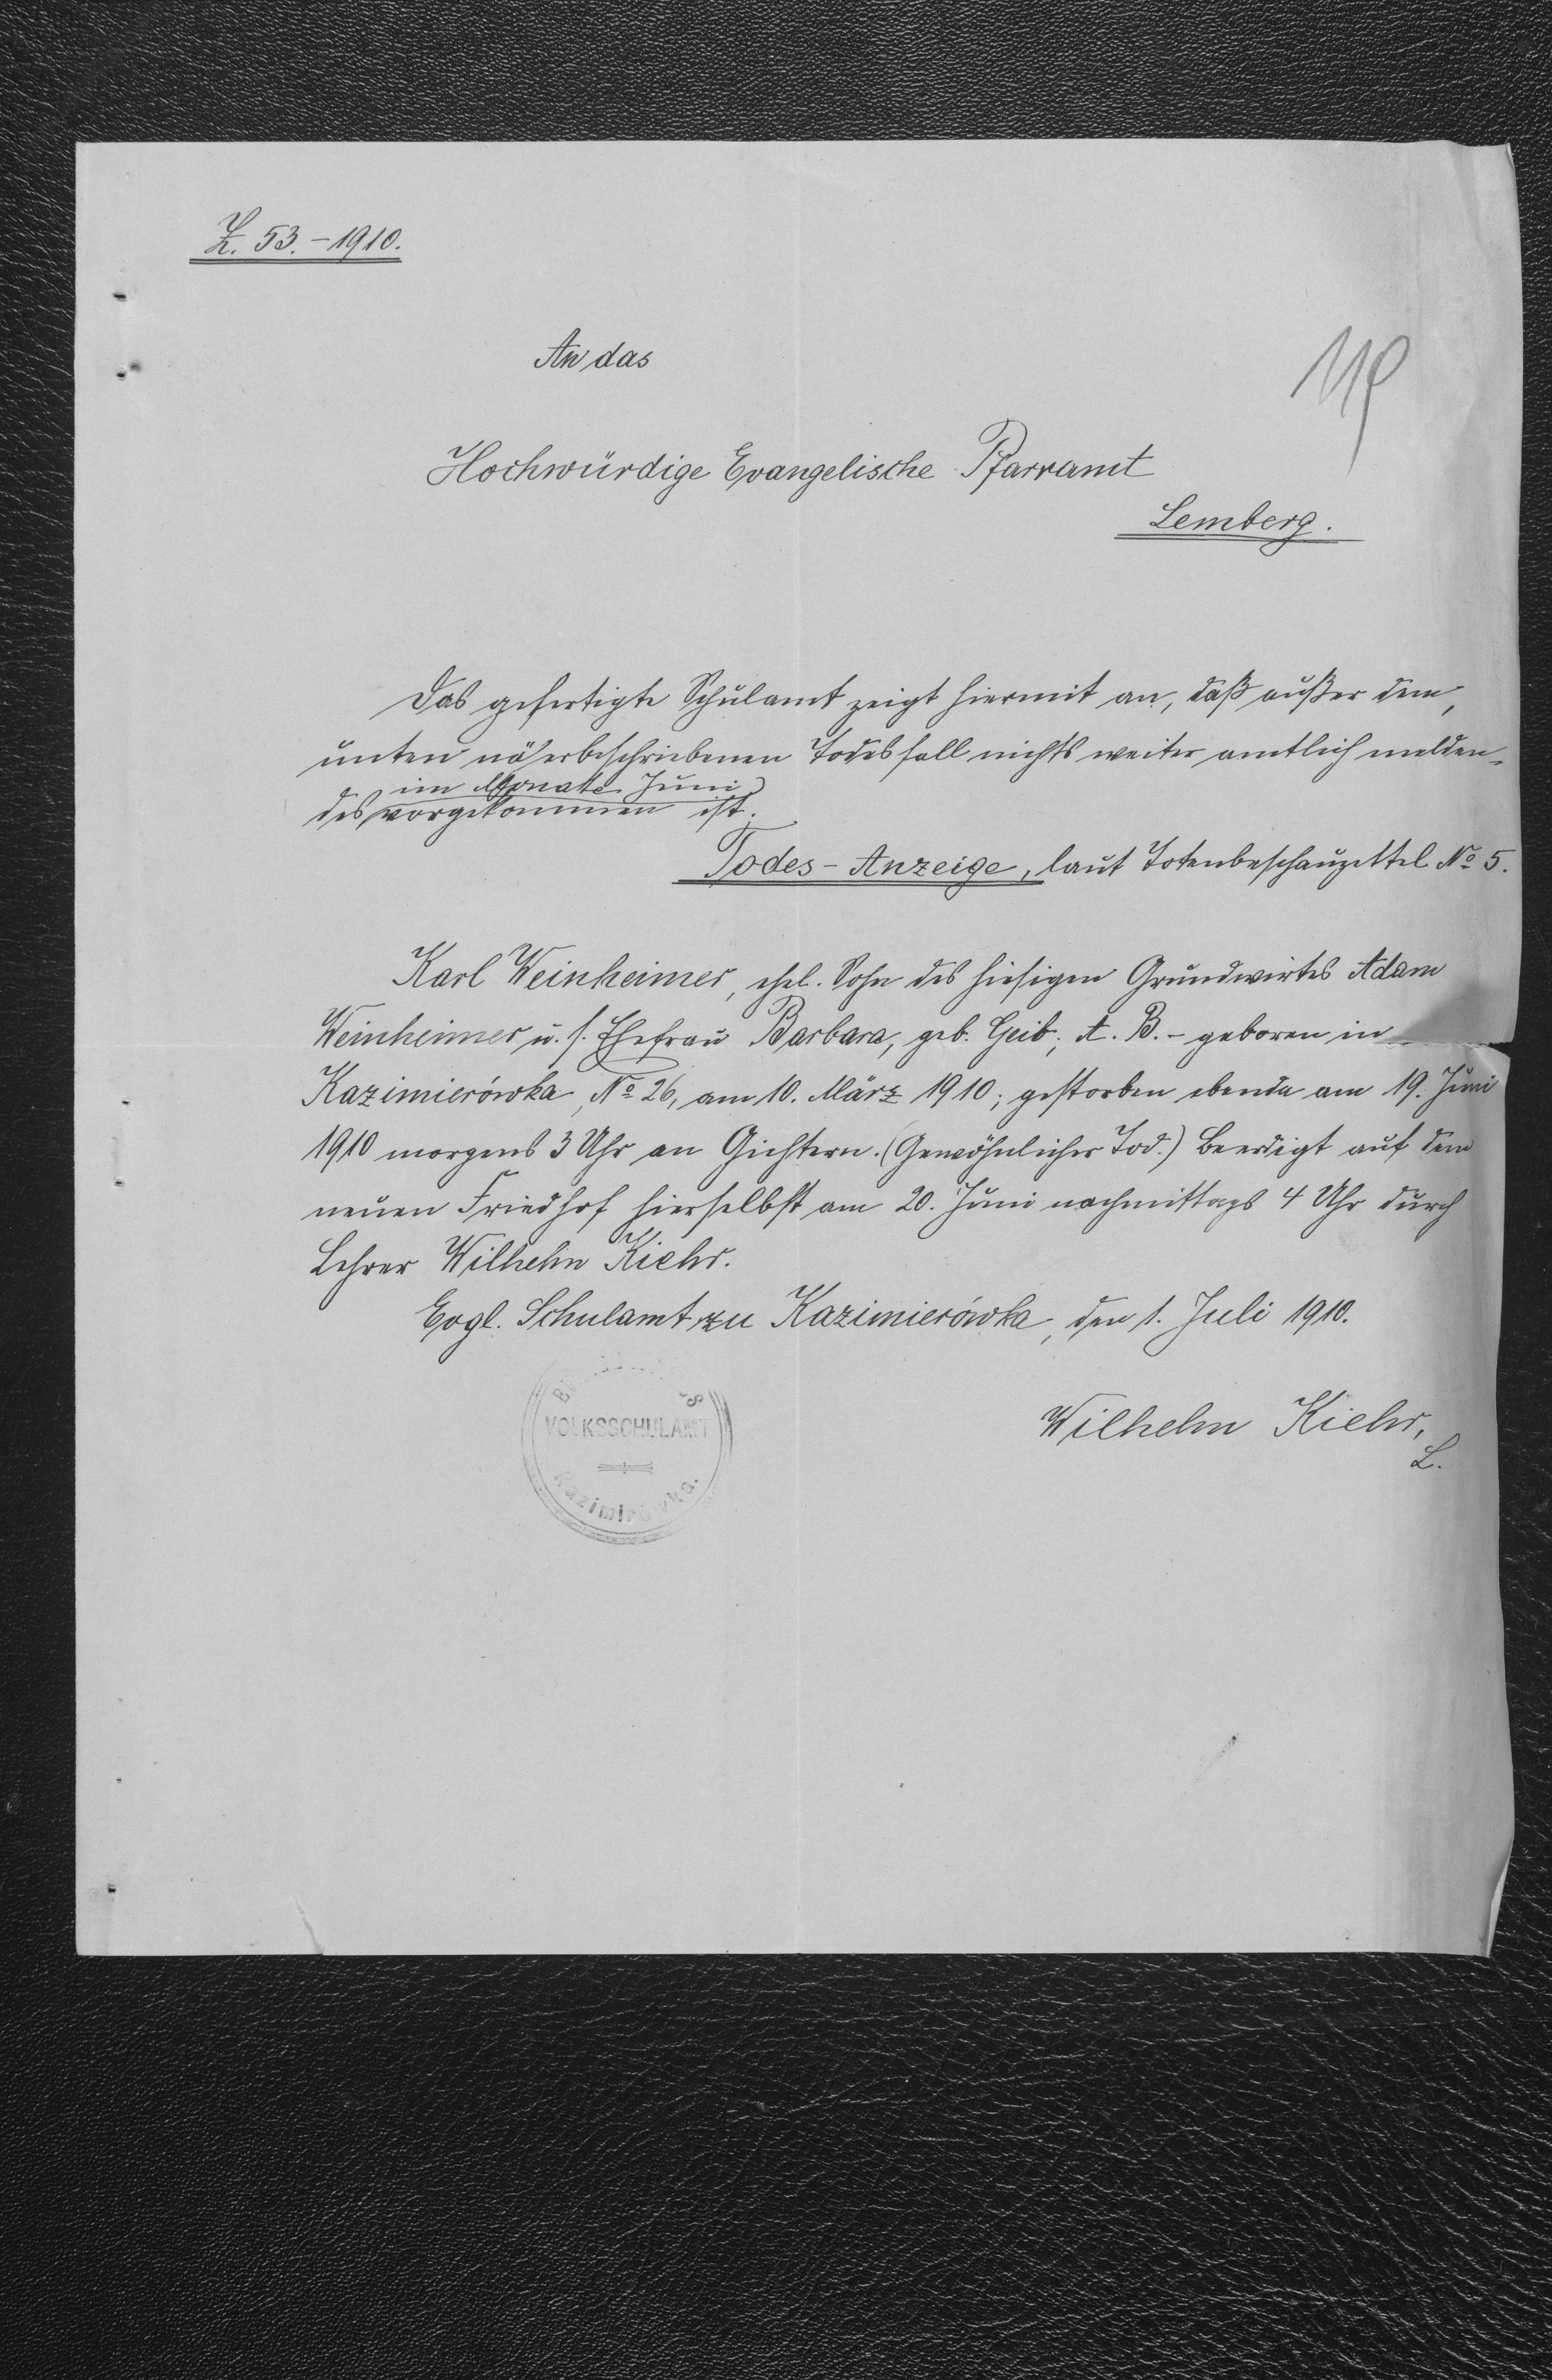 Z. 53. - 1910.
An das
Hochwürdige Evangelische Pfarramt
Lemberg.
Das gefertigte Schulamt zeigt hiermit an, daß außer dem,
unten näherbeschriebenen Todesfall nichts weiter amtlich melden-
im Monate Juni
des vorgekommen ist.
Todes-Anzeige, laut Totenbeschauzettel No 5.
Karl Weinheimer, ehel. Sohn des hiesigen Grundwirtes Adam
Weinheimer u. s. Ehefrau Barbara, geb. Geib; A. B. - geboren in
Kazimierówka, No 26, am 10. März 1910; gestorben ebenda am 19. Juni
1910 morgens 3 Uhr an Gichtern. (Gewöhnlicher Tod.) Beerdigt auf dem
neuen Friedhof hierselbst am 20. Juni nachmittags 4 Uhr durch
Lehrer Wilhelm Kiehr.
Evgl. Schulamt zu Kazimierówka, den 1. Juli 1910.
VOLKSSCHULAMT
Kazimirówka.
Wilhelm Kiehr,
L.